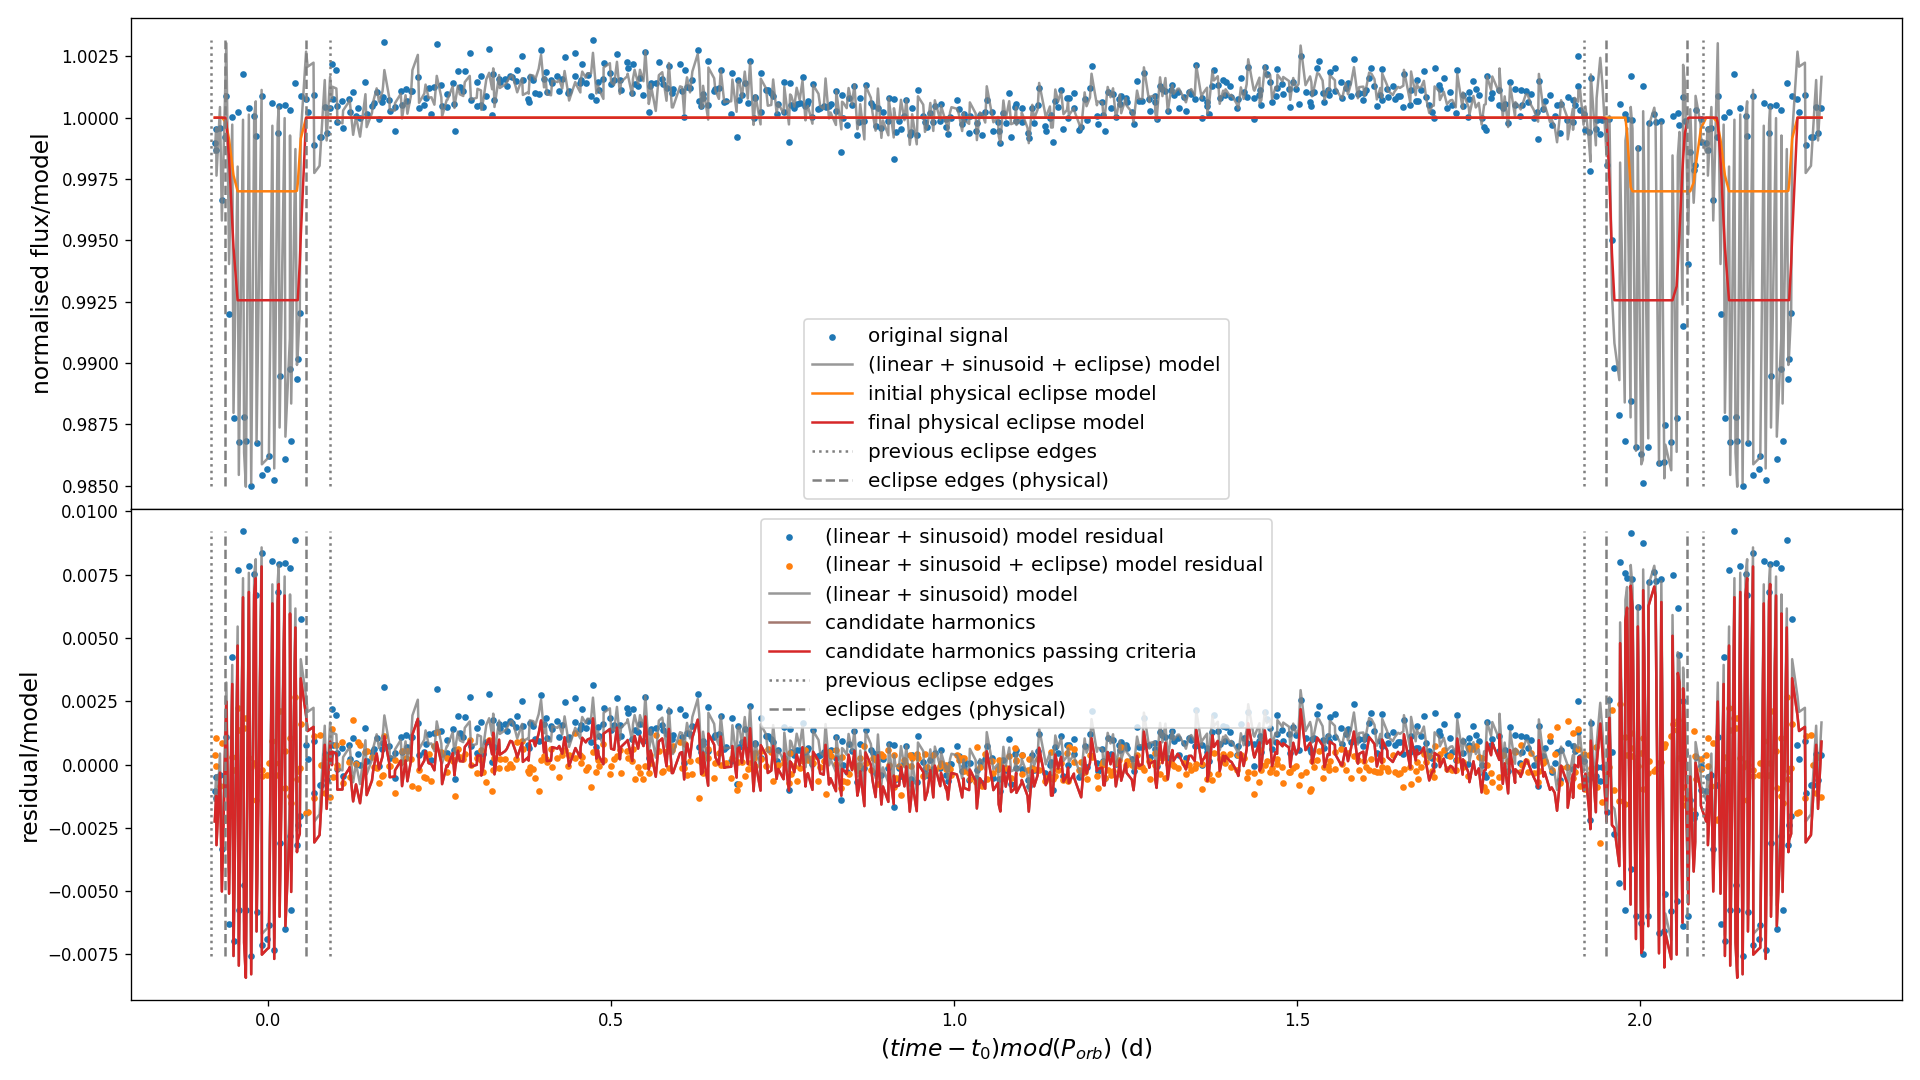 1.0025
1.0000
0.9975
0.9950
0.9925
0.9900
0.9875
0.9850
normalised flux/model
original signal
(linear + sinusoid + eclipse) model
initial physical eclipse model
final physical eclipse model
previous eclipse edges
eclipse edges (physical)
0.0100
0.0075
0.0050
0.0025
0.0000
−0.0025
−0.0050
−0.0075
residual/model
(linear + sinusoid) model residual
(linear + sinusoid + eclipse) model residual
(linear + sinusoid) model
candidate harmonics
candidate harmonics passing criteria
previous eclipse edges
eclipse edges (physical)
0.0 0.5 1.0 1.5 2.0
(time − t₀)mod(P_orb) (d)